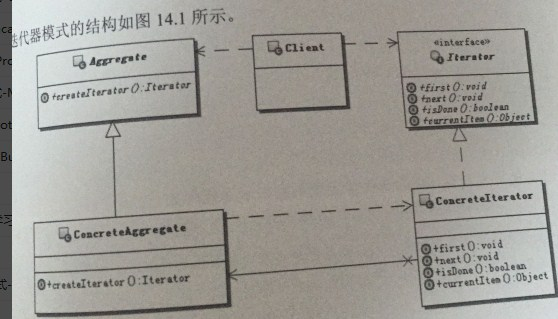 迭代器模式的结构如图 14.1 所示。
Aggregate
+createIterator():Iterator
Client
«interface»
Iterator
+first():void
+next():void
+isDone():boolean
+currentItem():Object
ConcreteAggregate
+createIterator():Iterator
ConcreteIterator
+first():void
+next():void
+isDone():boolean
+currentItem():Object